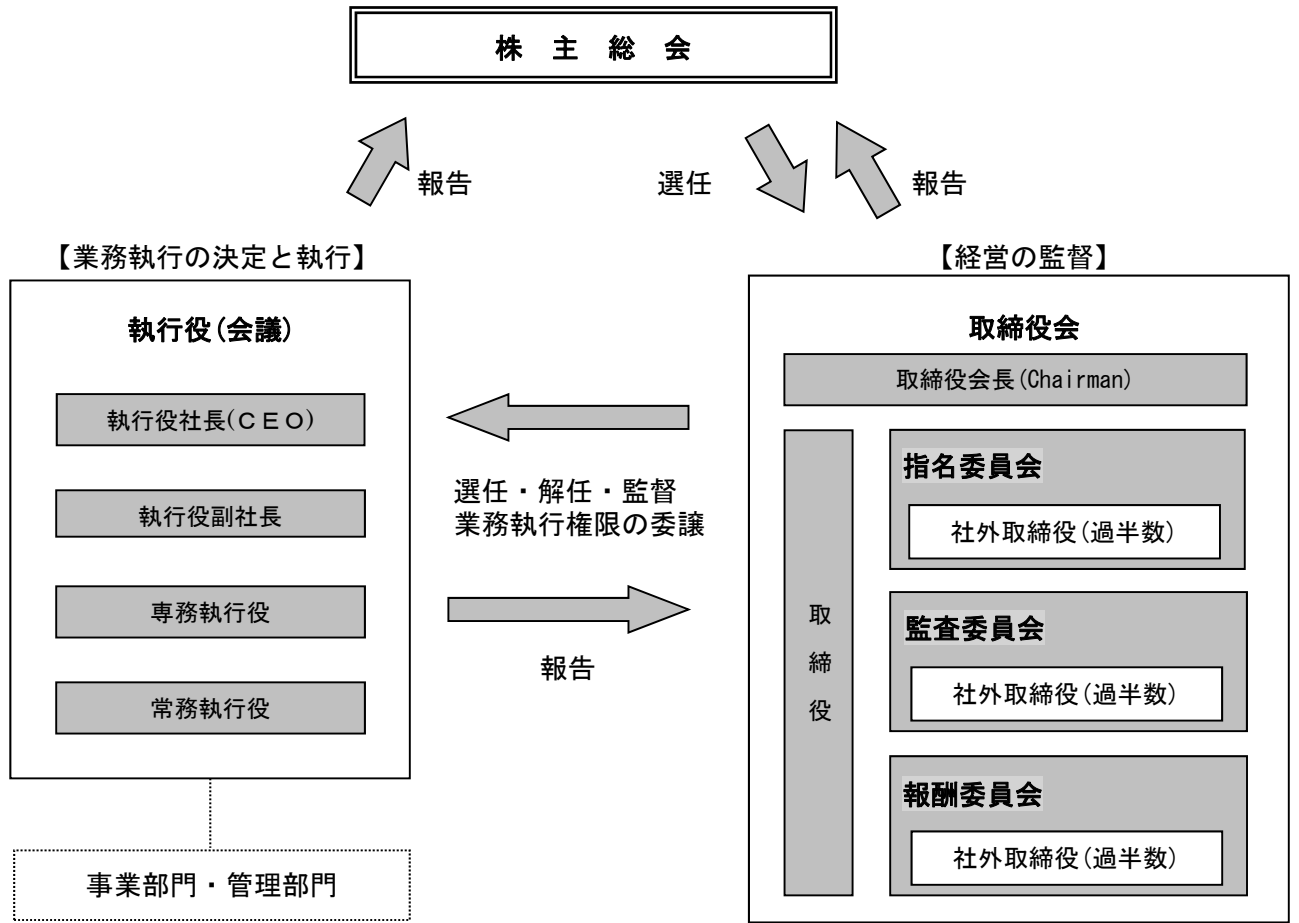 株 主 総 会
報告
選任
報告
【業務執行の決定と執行】
【経営の監督】
執行役(会議)
執行役社長(ＣＥＯ)
執行役副社長
専務執行役
常務執行役
事業部門・管理部門
選任・解任・監督
業務執行権限の委譲
報告
取締役会
取締役会長(Chairman)
取締役
指名委員会
社外取締役(過半数)
監査委員会
社外取締役(過半数)
報酬委員会
社外取締役(過半数)